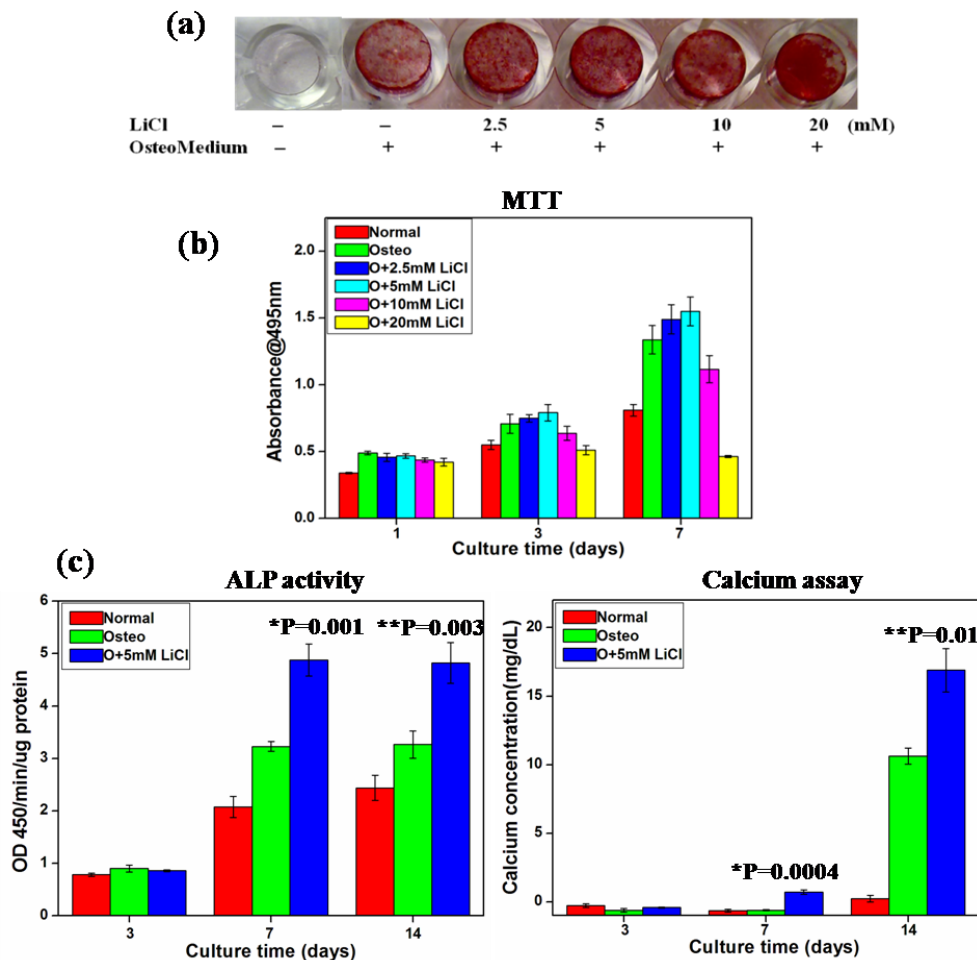 (a)
LiCl – – 2.5 5 10 20 (mM)
OsteoMedium – + + + + +
MTT
(b)
Normal
Osteo
O+2.5mM LiCl
O+5mM LiCl
O+10mM LiCl
O+20mM LiCl
Absorbance@495nm
2.0
1.5
1.0
0.5
0.0
1 3 7
Culture time (days)
(c)
ALP activity
Normal
Osteo
O+5mM LiCl
*P=0.001 **P=0.003
OD 450/min/ug protein
6
5
4
3
2
1
0
3 7 14
Culture time (days)
Calcium assay
Normal
Osteo
O+5mM LiCl
**P=0.01
*P=0.0004
Calcium concentration(mg/dL)
20
15
10
5
0
3 7 14
Culture time (days)